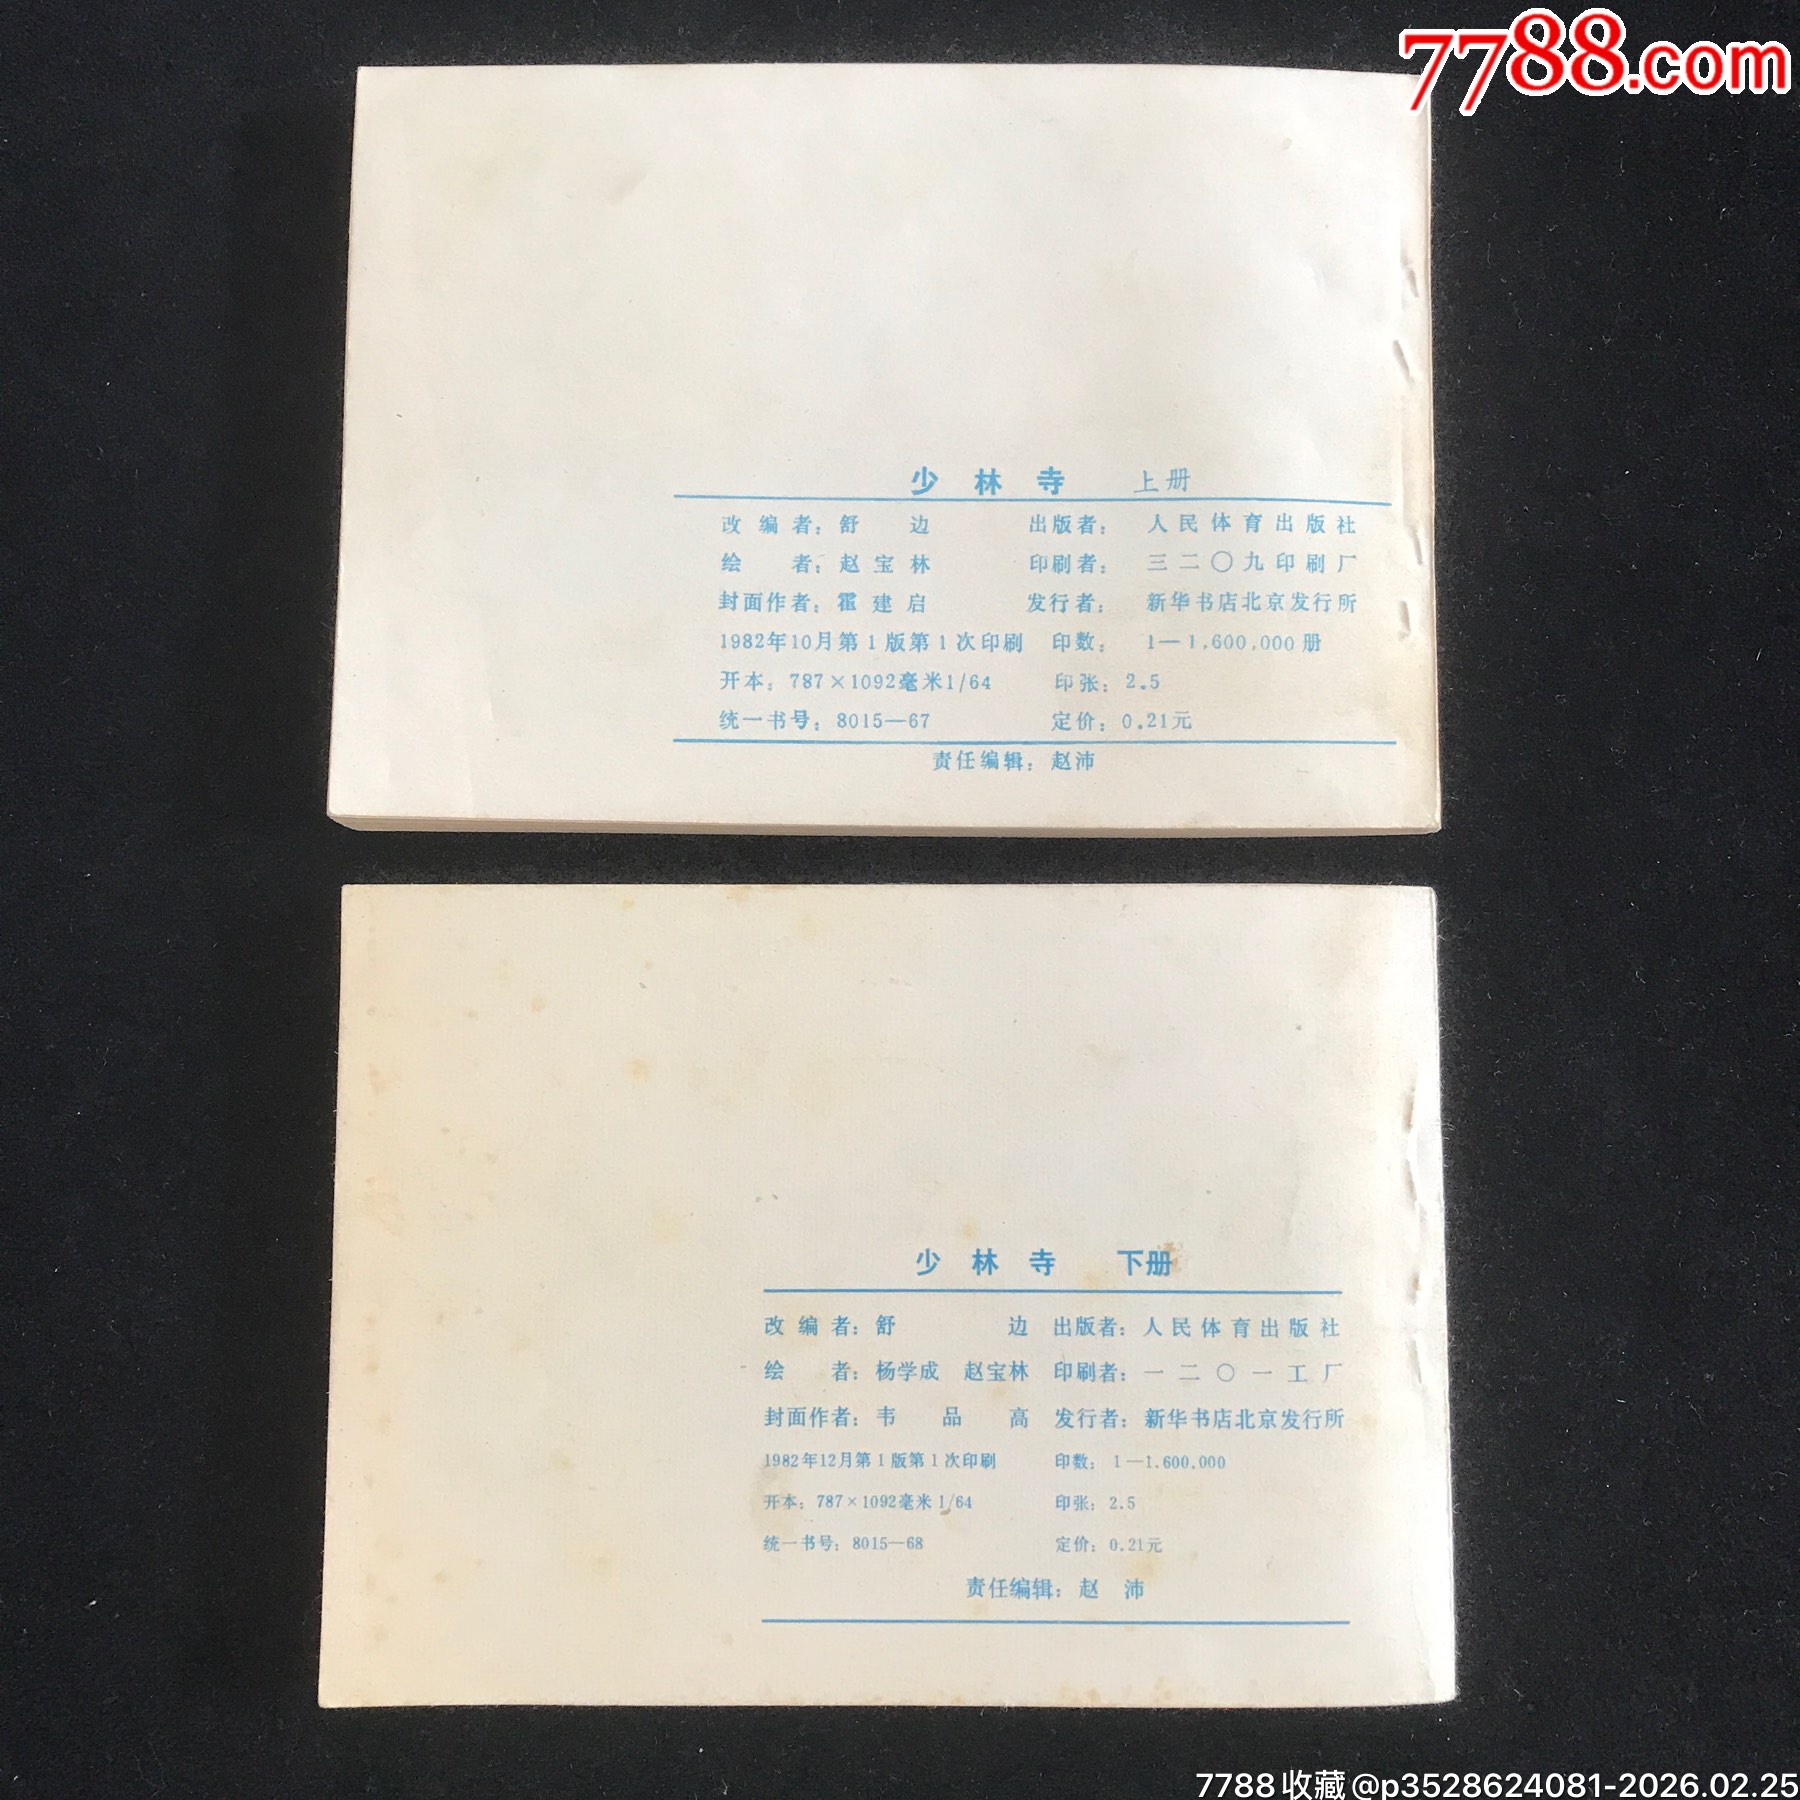 7788.com
少林寺 上册
改编者：舒边 出版者：人民体育出版社
绘者：赵宝林 印刷者：三二〇九印刷厂
封面作者：霍建启 发行者：新华书店北京发行所
1982年10月第1版第1次印刷 印数：1—1,600,000册
开本：787×1092毫米1/64 印张：2.5
统一书号：8015—67 定价：0.21元
责任编辑：赵沛
少林寺 下册
改编者：舒边 出版者：人民体育出版社
绘者：杨学成 赵宝林 印刷者：一二〇一工厂
封面作者：韦品高 发行者：新华书店北京发行所
1982年12月第1版第1次印刷 印数：1—1.600.000
开本：787×1092毫米1/64 印张：2.5
统一书号：8015—68 定价：0.21元
责任编辑：赵沛
7788收藏@p3528624081-2026.02.25